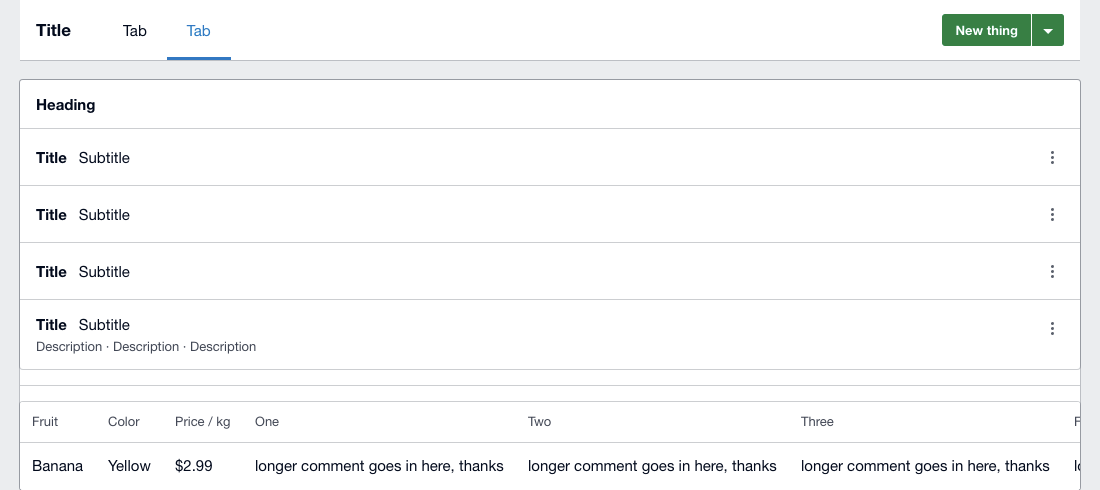 Title Tab Tab New thing
Heading
Title Subtitle
Title Subtitle
Title Subtitle
Title Subtitle
Description · Description · Description
Fruit Color Price / kg One Two Three
Banana Yellow $2.99 longer comment goes in here, thanks longer comment goes in here, thanks longer comment goes in here, thanks